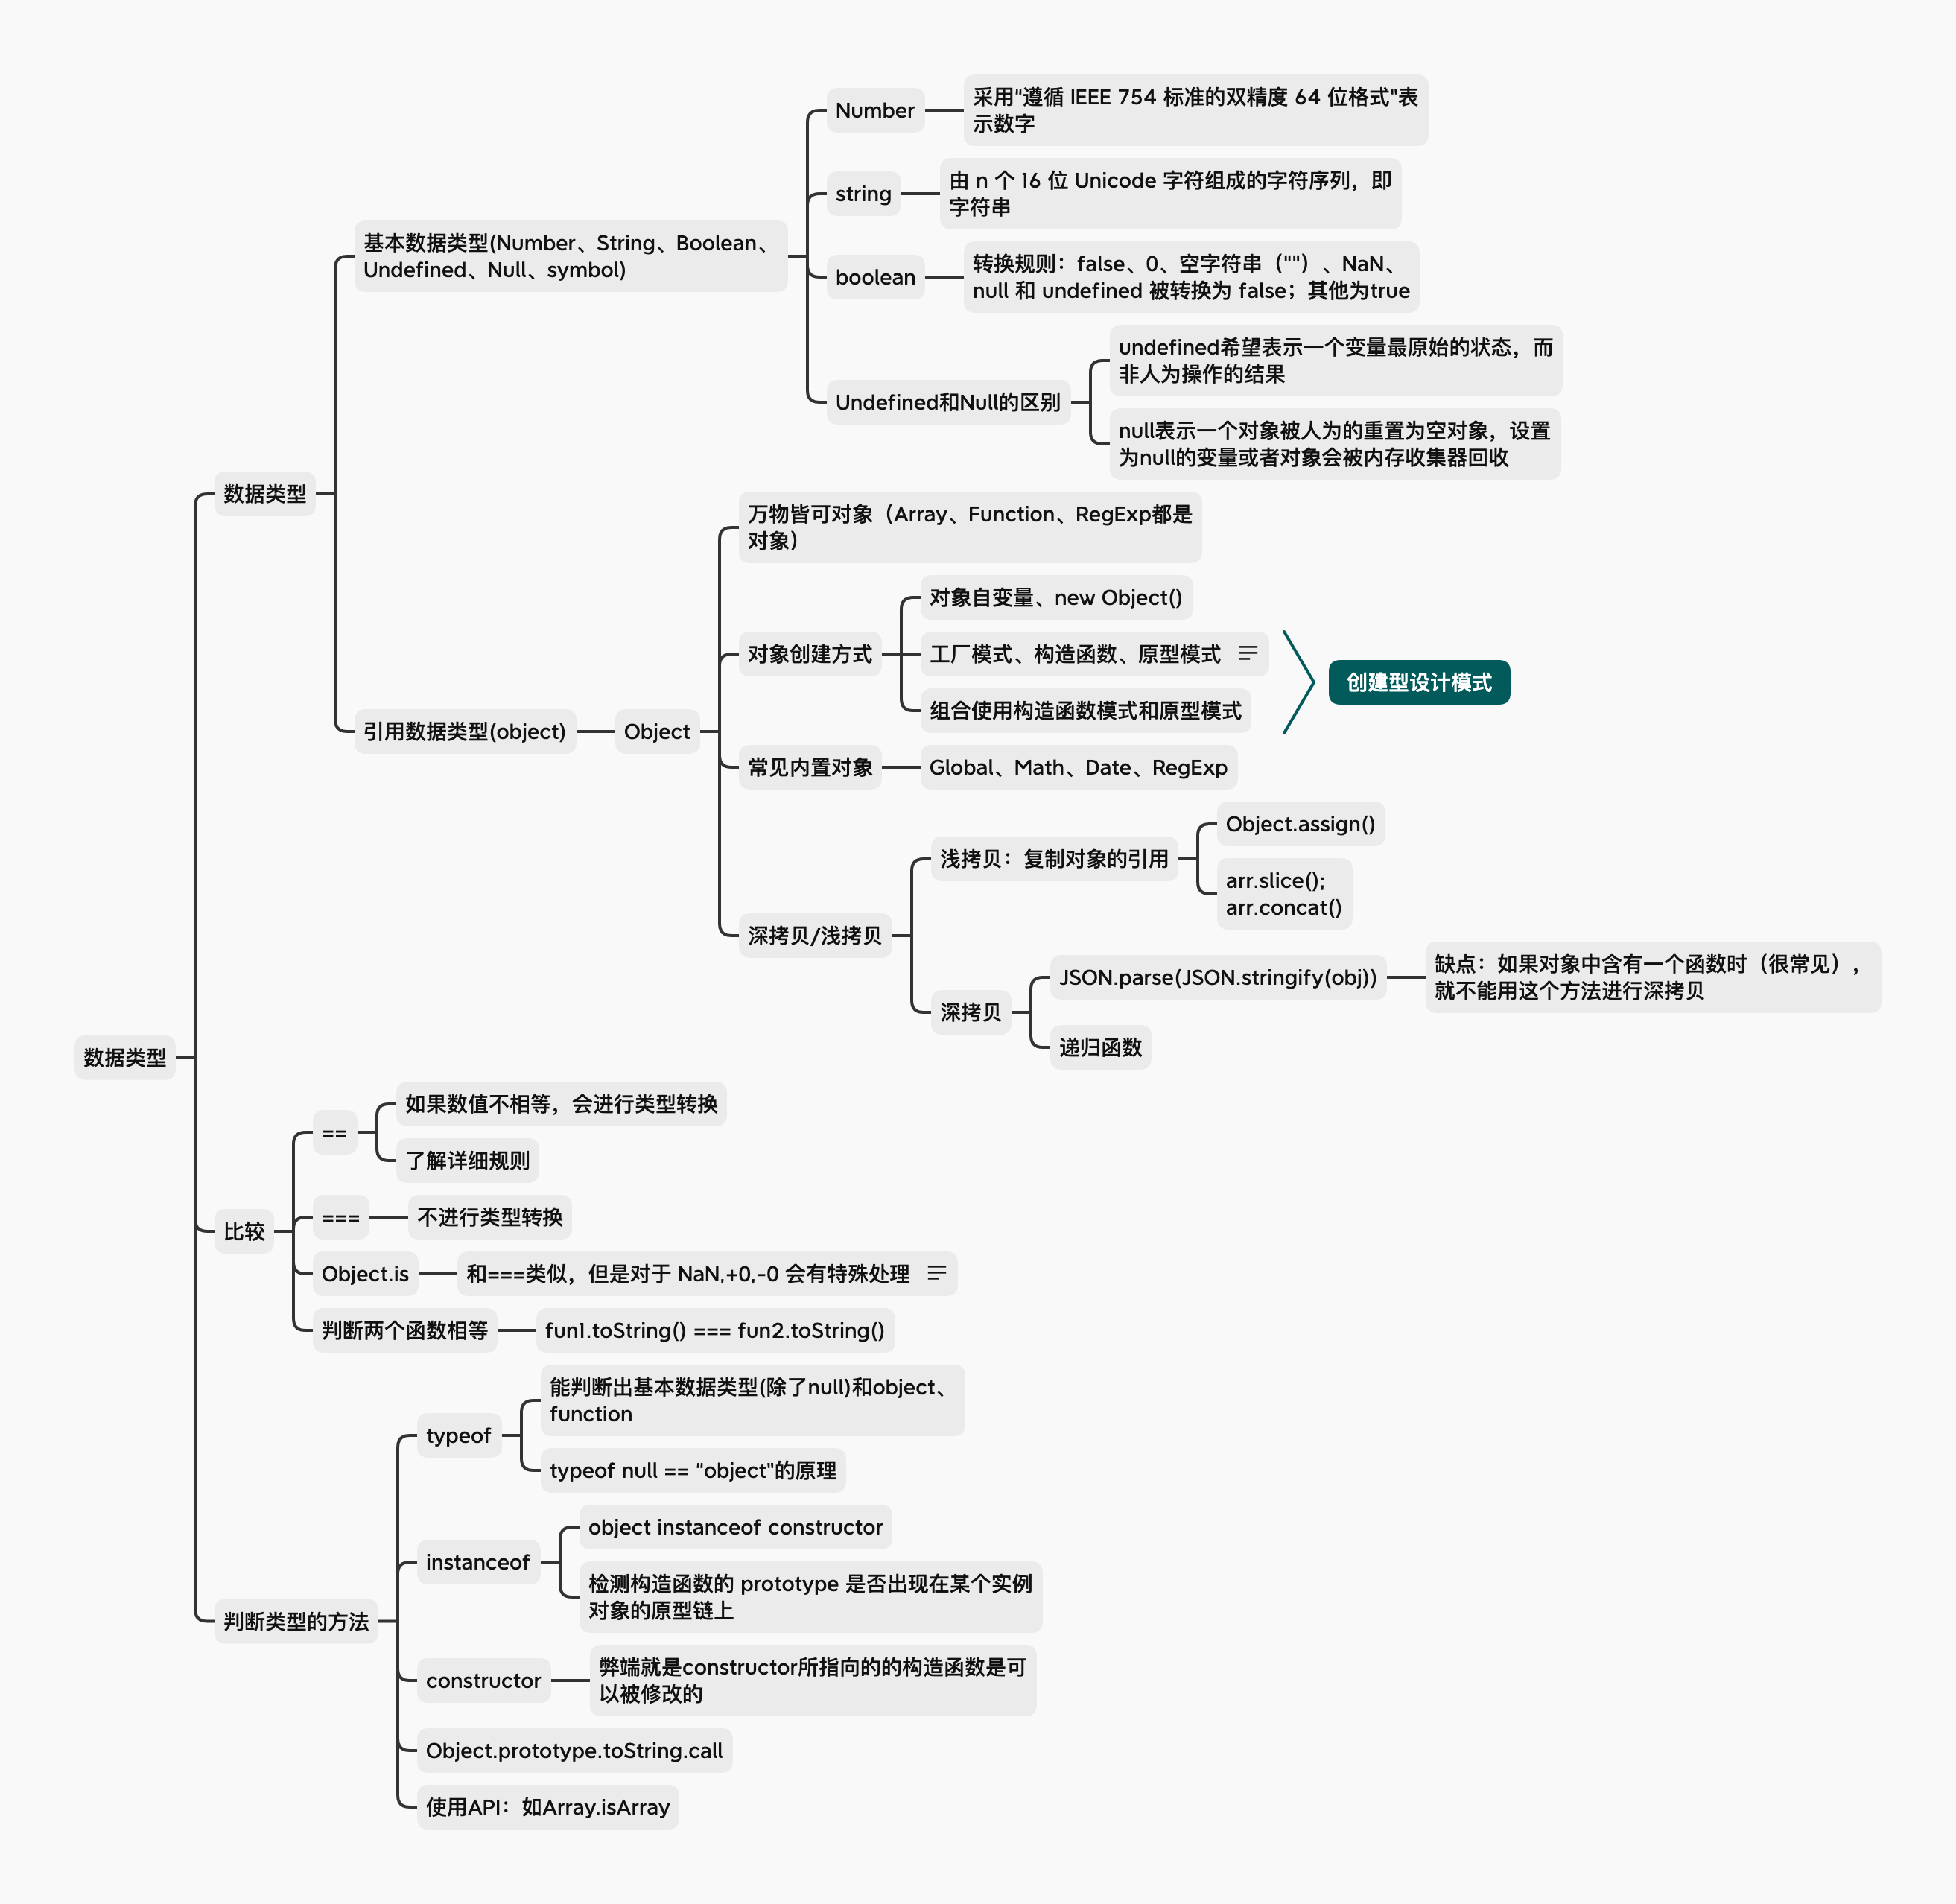 Number
采用"遵循 IEEE 754 标准的双精度 64 位格式"表
示数字
string
由 n 个 16 位 Unicode 字符组成的字符序列，即
字符串
基本数据类型(Number、String、Boolean、
Undefined、Null、symbol)
boolean
转换规则：false、0、空字符串（""）、NaN、
null 和 undefined 被转换为 false；其他为true
Undefined和Null的区别
undefined希望表示一个变量最原始的状态，而
非人为操作的结果
null表示一个对象被人为的重置为空对象，设置
为null的变量或者对象会被内存收集器回收
数据类型
万物皆可对象（Array、Function、RegExp都是
对象）
对象创建方式
对象自变量、new Object()
工厂模式、构造函数、原型模式
组合使用构造函数模式和原型模式
创建型设计模式
引用数据类型(object)
Object
常见内置对象
Global、Math、Date、RegExp
深拷贝/浅拷贝
浅拷贝：复制对象的引用
Object.assign()
arr.slice();
arr.concat()
深拷贝
JSON.parse(JSON.stringify(obj))
缺点：如果对象中含有一个函数时（很常见），
就不能用这个方法进行深拷贝
递归函数
数据类型
比较
==
如果数值不相等，会进行类型转换
了解详细规则
===
不进行类型转换
Object.is
和===类似，但是对于 NaN,+0,-0 会有特殊处理
判断两个函数相等
fun1.toString() === fun2.toString()
判断类型的方法
typeof
能判断出基本数据类型(除了null)和object、
function
typeof null == “object"的原理
instanceof
object instanceof constructor
检测构造函数的 prototype 是否出现在某个实例
对象的原型链上
constructor
弊端就是constructor所指向的的构造函数是可
以被修改的
Object.prototype.toString.call
使用API：如Array.isArray